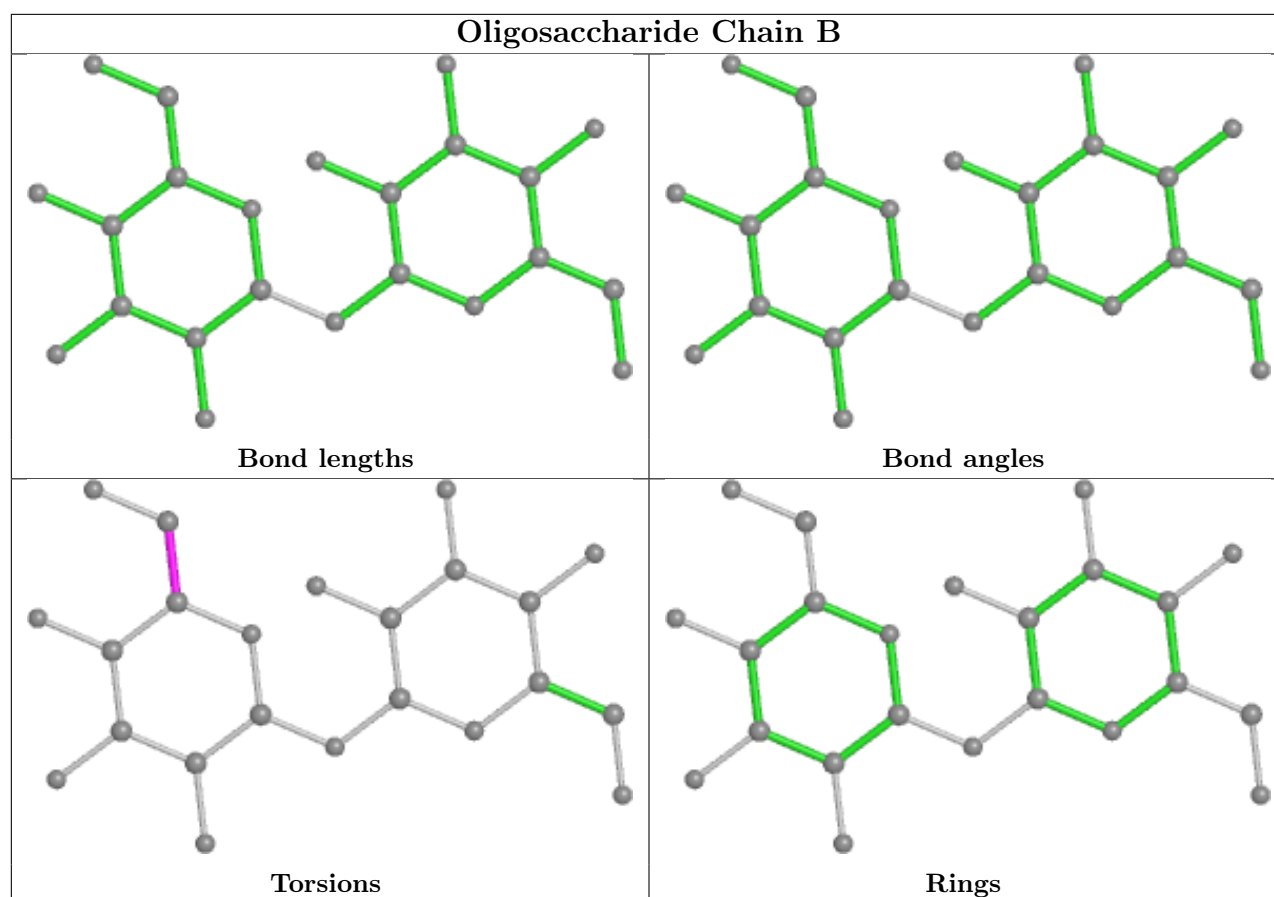 Oligosaccharide Chain B
Bond lengths
Bond angles
Torsions
Rings